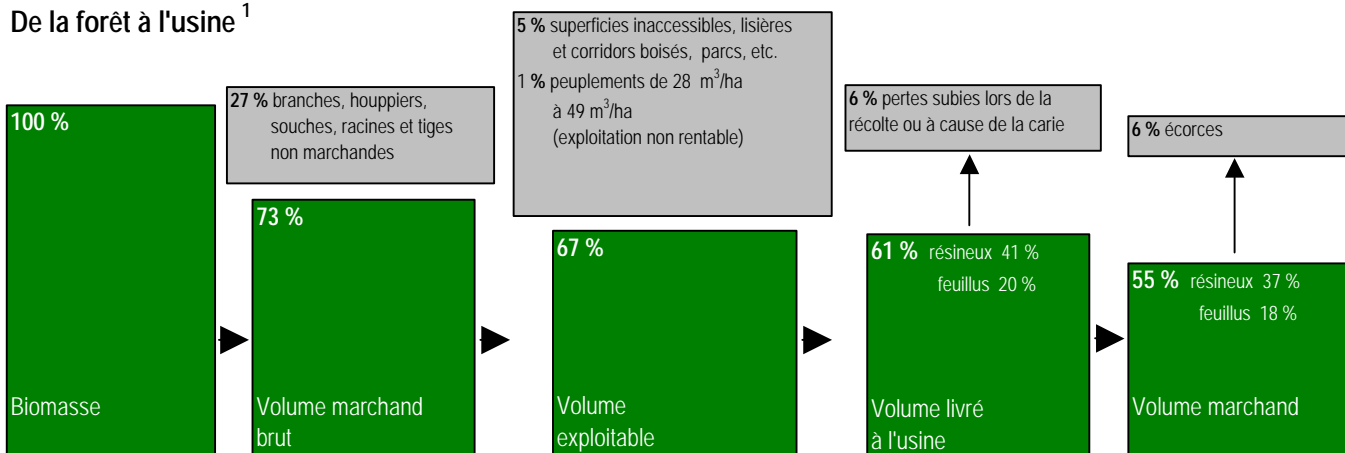 De la forêt à l'usine ¹
100 %
Biomasse
27 % branches, houppiers,
souches, racines et tiges
non marchandes
73 %
Volume marchand
brut
5 % superficies inaccessibles, lisières
et corridors boisés, parcs, etc.
1 % peuplements de 28 m³/ha
à 49 m³/ha
(exploitation non rentable)
67 %
Volume
exploitable
6 % pertes subies lors de la
récolte ou à cause de la carie
61 % résineux 41 %
feuillus 20 %
Volume livré
à l'usine
6 % écorces
55 % résineux 37 %
feuillus 18 %
Volume marchand